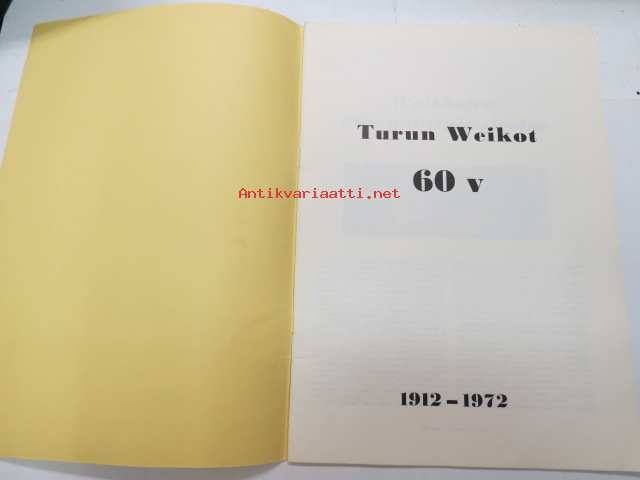 Turun Weikot
60 v
Antikvariaatti.net
1912–1972